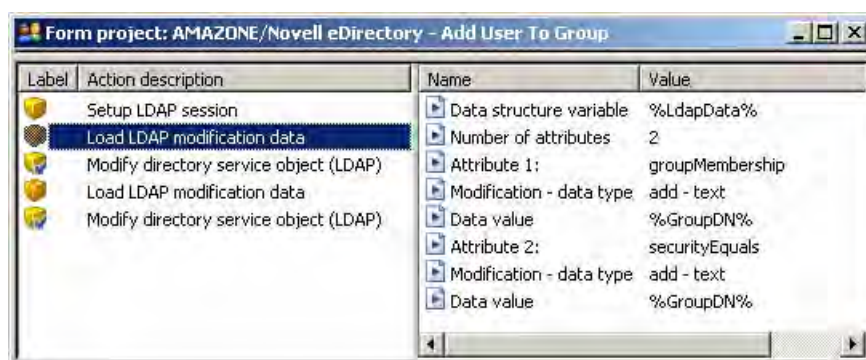 Form project: AMAZONE/Novell eDirectory - Add User To Group
Label Action description
Setup LDAP session
Load LDAP modification data
Modify directory service object (LDAP)
Load LDAP modification data
Modify directory service object (LDAP)
Name Value
Data structure variable %LdapData%
Number of attributes 2
Attribute 1: groupMembership
Modification - data type add - text
Data value %GroupDN%
Attribute 2: securityEquals
Modification - data type add - text
Data value %GroupDN%